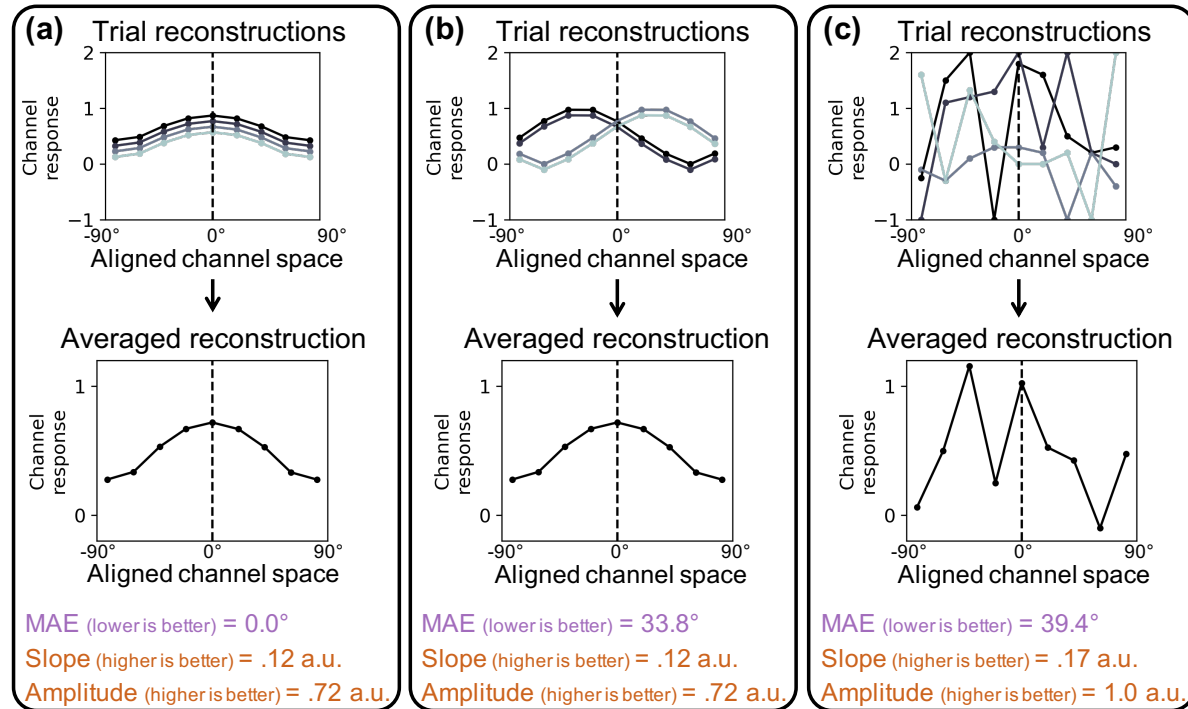 (a) Trial reconstructions
2
1
0
−1
Channel
response
-90° 0° 90°
Aligned channel space
Averaged reconstruction
1
0
Channel
response
-90° 0° 90°
Aligned channel space
MAE (lower is better) = 0.0°
Slope (higher is better) = .12 a.u.
Amplitude (higher is better) = .72 a.u.
(b) Trial reconstructions
2
1
0
−1
Channel
response
-90° 0° 90°
Aligned channel space
Averaged reconstruction
1
0
Channel
response
-90° 0° 90°
Aligned channel space
MAE (lower is better) = 33.8°
Slope (higher is better) = .12 a.u.
Amplitude (higher is better) = .72 a.u.
(c) Trial reconstructions
2
1
0
−1
Channel
response
-90° 0° 90°
Aligned channel space
Averaged reconstruction
1
0
Channel
response
-90° 0° 90°
Aligned channel space
MAE (lower is better) = 39.4°
Slope (higher is better) = .17 a.u.
Amplitude (higher is better) = 1.0 a.u.